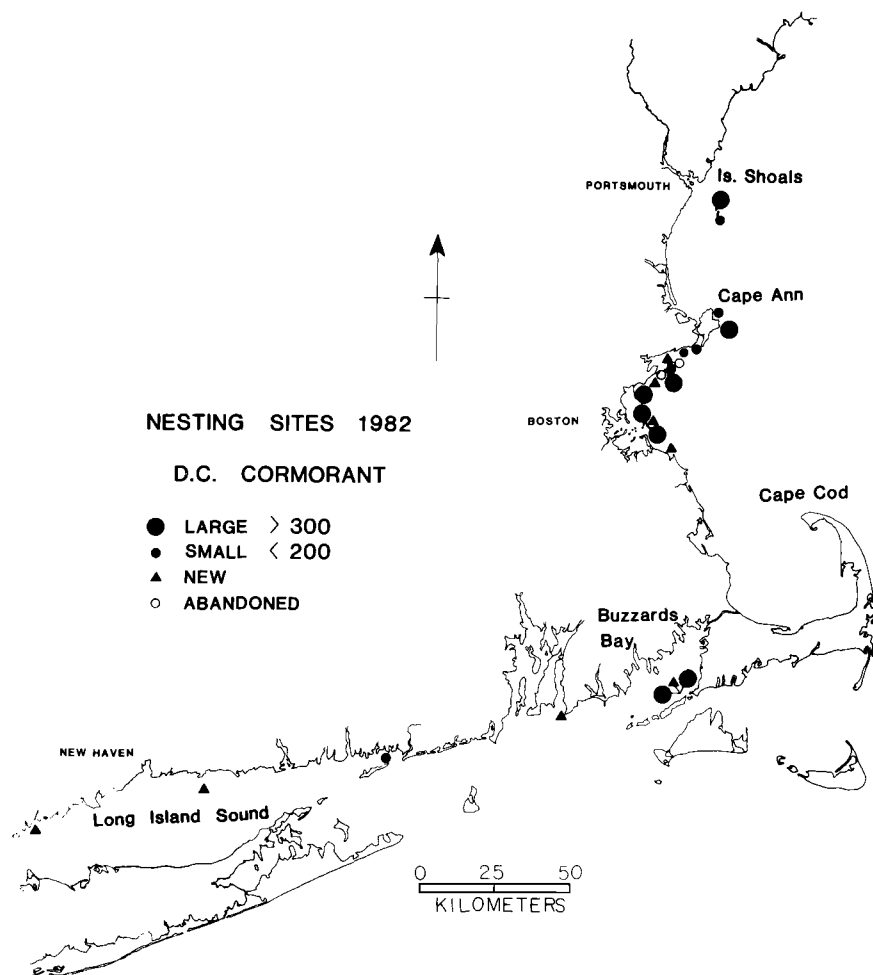 Is. Shoals
PORTSMOUTH
Cape Ann
NESTING SITES 1982
BOSTON
D.C. CORMORANT
Cape Cod
LARGE > 300
SMALL < 200
NEW
ABANDONED
Buzzards
Bay
NEW HAVEN
Long Island Sound
0 25 50
KILOMETERS